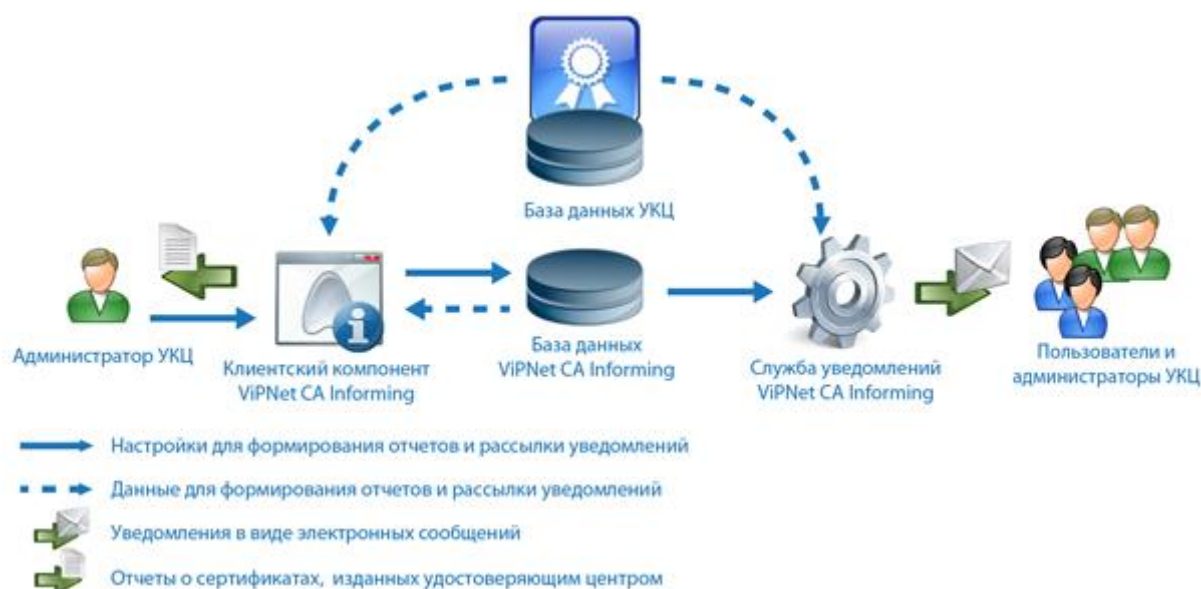 База данных УКЦ
Администратор УКЦ
Клиентский компонент
ViPNet CA Informing
База данных
ViPNet CA Informing
Служба уведомлений
ViPNet CA Informing
Пользователи и
администраторы УКЦ
Настройки для формирования отчетов и рассылки уведомлений
Данные для формирования отчетов и рассылки уведомлений
Уведомления в виде электронных сообщений
Отчеты о сертификатах, изданных удостоверяющим центром